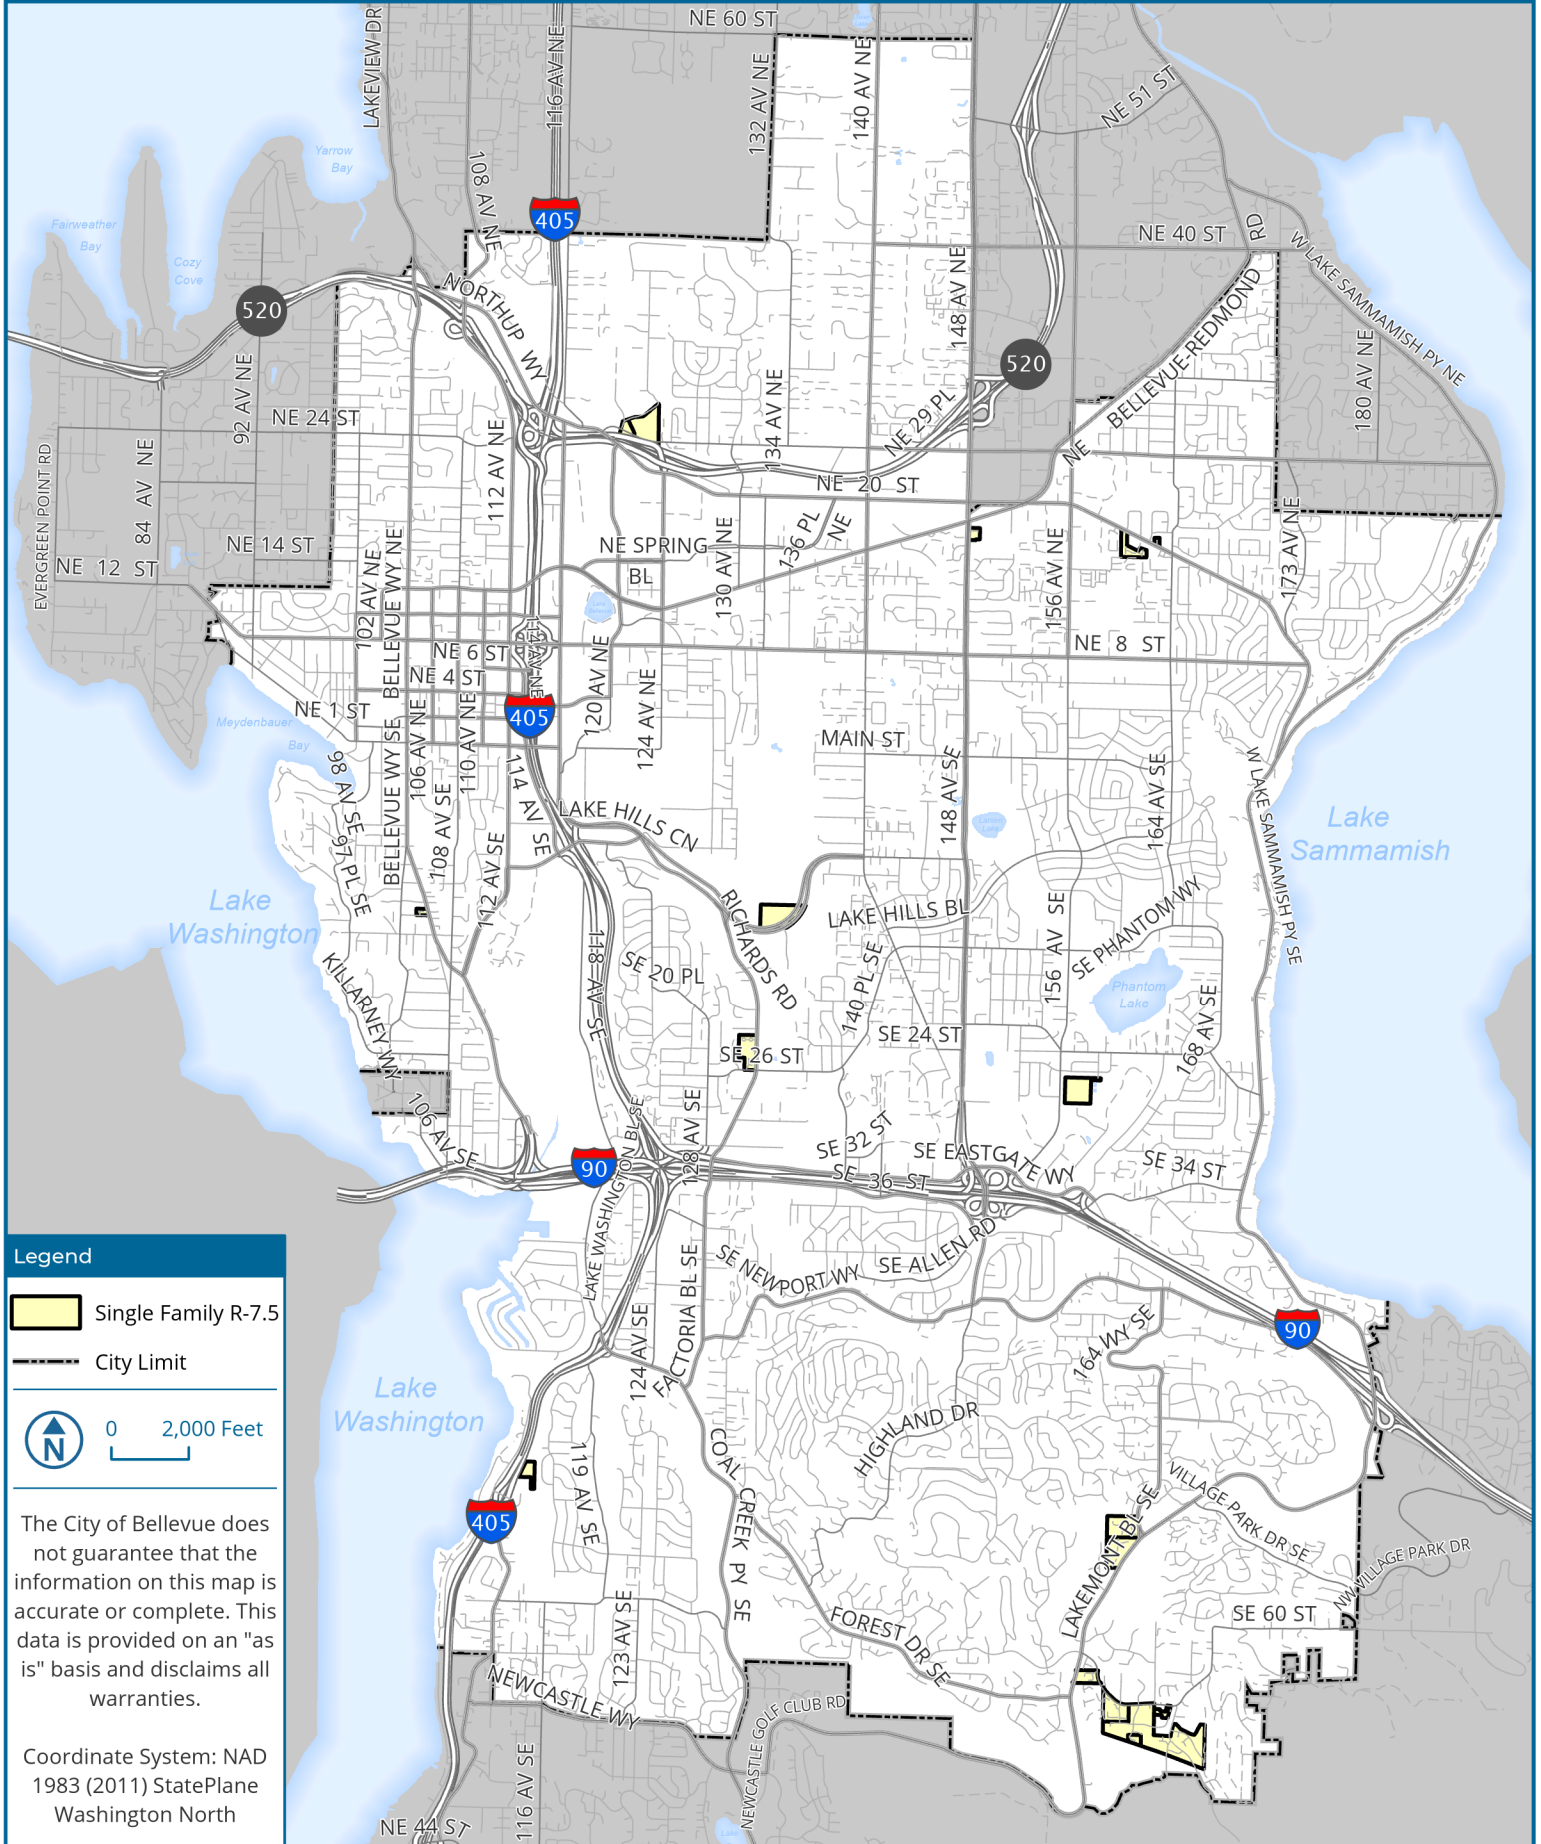 NE 60 ST
LAKEVIEW DR
116 AV NE
132 AV NE
140 AV NE
NE 51 ST
Yarrow
Bay
108 AV NE
405
Fairweather
Bay
Cozy
Cove
NE 40 ST
RD
W LAKE SAMMAMISH PY NE
148 AV NE
NORTHUP WY
520
520
BELLEVUE-REDMOND
180 AV NE
92 AV NE
NE 24 ST
134 AV NE
NE 29 PL
NE
112 AV NE
84 AV NE
EVERGREEN POINT RD
NE 20 ST
NE 14 ST
NE 12 ST
NE SPRING
BL
136 PL
NE
130 AV NE
156 AV NE
173 AV NE
102 AV NE
BELLEVUE WY NE
Lake
Bellevue
114 AV NE
NE 6 ST
NE 8 ST
NE 4 ST
120 AV NE
124 AV NE
NE 1 ST
405
Meydenbauer
Bay
MAIN ST
98 AV SE
BELLEVUE WY SE
106 AV NE
110 AV NE
114 AV SE
148 AV SE
164 AV SE
W LAKE SAMMAMISH PY SE
LAKE HILLS CN
Larsen
Lake
Lake
Sammamish
97 PL SE
108 AV SE
112 AV SE
Lake
Washington
RICHARDS RD
LAKE HILLS BL
SE PHANTOM WY
156 AV SE
118 AV SE
SE 20 PL
140 PL SE
Phantom
Lake
KILLARNEY WY
SE 24 ST
168 AV SE
SE 26 ST
106 AV SE
128 AV SE
SE 32 ST
SE EASTGATE WY
SE 34 ST
90
SE 36 ST
LAKE WASHINGTON BL SE
SE NEWPORT WY
SE ALLEN RD
FACTORIA BL SE
124 AV SE
164 WY SE
90
Lake
Washington
HIGHLAND DR
COAL CREEK PY SE
119 AV SE
VILLAGE PARK DR SE
405
LAKEMONT BL SE
NW VILLAGE PARK DR
SE 60 ST
FOREST DR SE
123 AV SE
NEWCASTLE WY
NEWCASTLE GOLF CLUB RD
116 AV SE
NE 44 ST
Lake
Legend
Single Family R-7.5
City Limit
N
0 2,000 Feet
The City of Bellevue does
not guarantee that the
information on this map is
accurate or complete. This
data is provided on an "as
is" basis and disclaims all
warranties.
Coordinate System: NAD
1983 (2011) StatePlane
Washington North